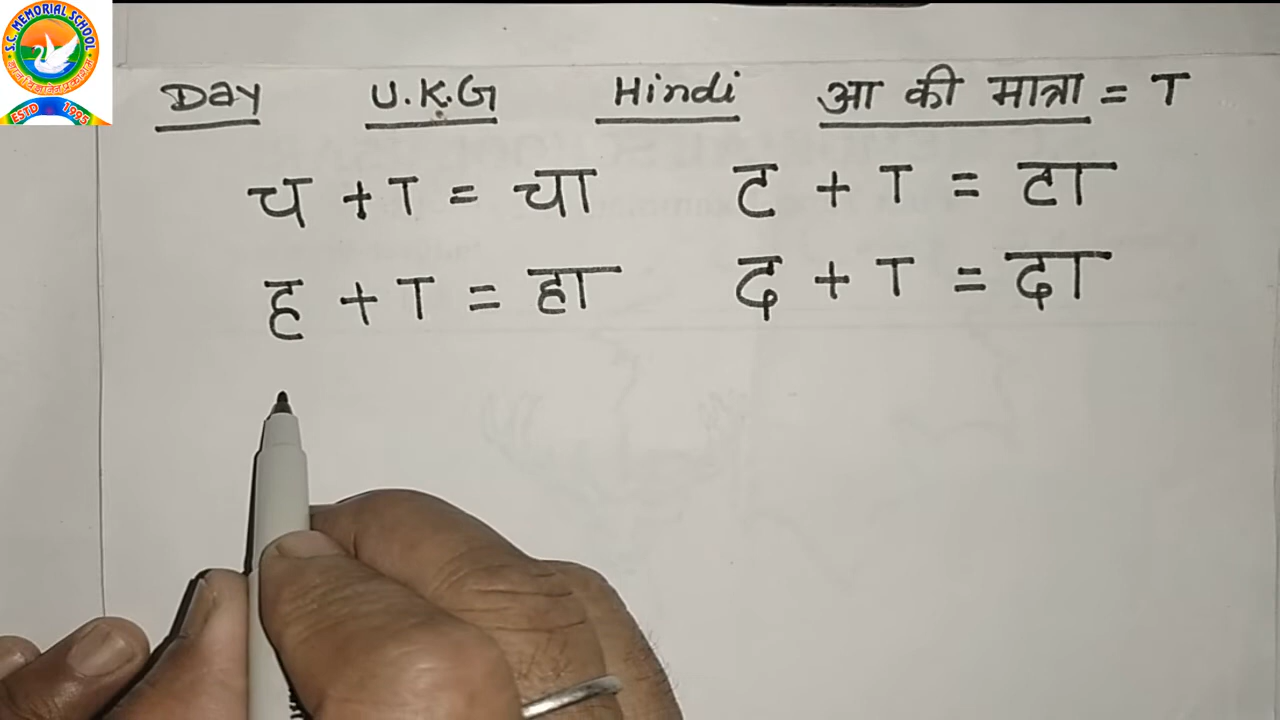 S.C. MEMORIAL SCHOOL
ESTD 1995
Day U.K.G Hindi आ की मात्रा = ा
च + ा = चा ट + ा = टा
ह + ा = हा द + ा = दा